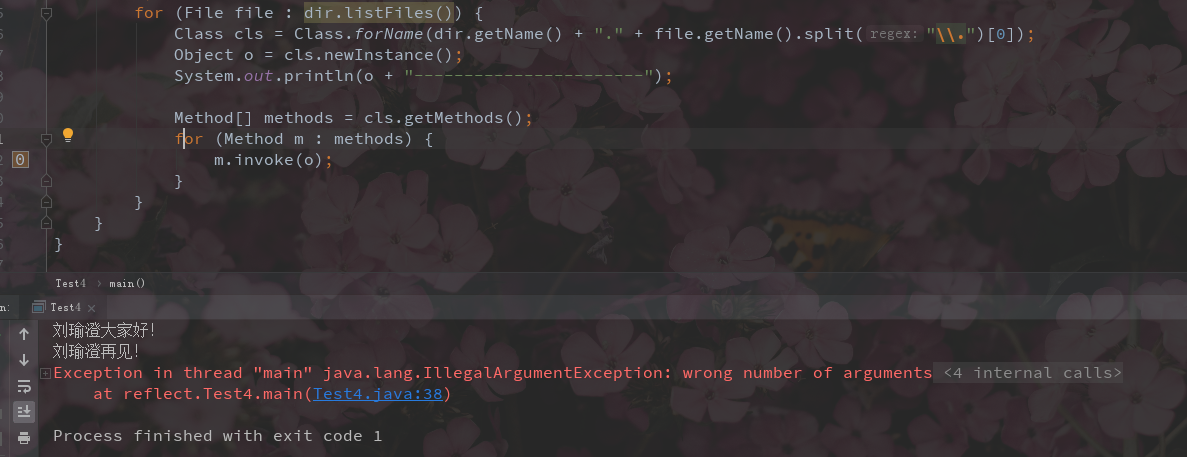 for (File file : dir.listFiles()) {
Class cls = Class.forName(dir.getName() + "." + file.getName().split( regex: "\\.")[0]);
Object o = cls.newInstance();
System.out.println(o + "-----------------------");
Method[] methods = cls.getMethods();
for (Method m : methods) {
m.invoke(o);
}
}
}
}
Test4 › main()
n: Test4 ×
刘瑜澄大家好!
刘瑜澄再见!
Exception in thread "main" java.lang.IllegalArgumentException: wrong number of arguments <4 internal calls>
at reflect.Test4.main(Test4.java:38)
Process finished with exit code 1